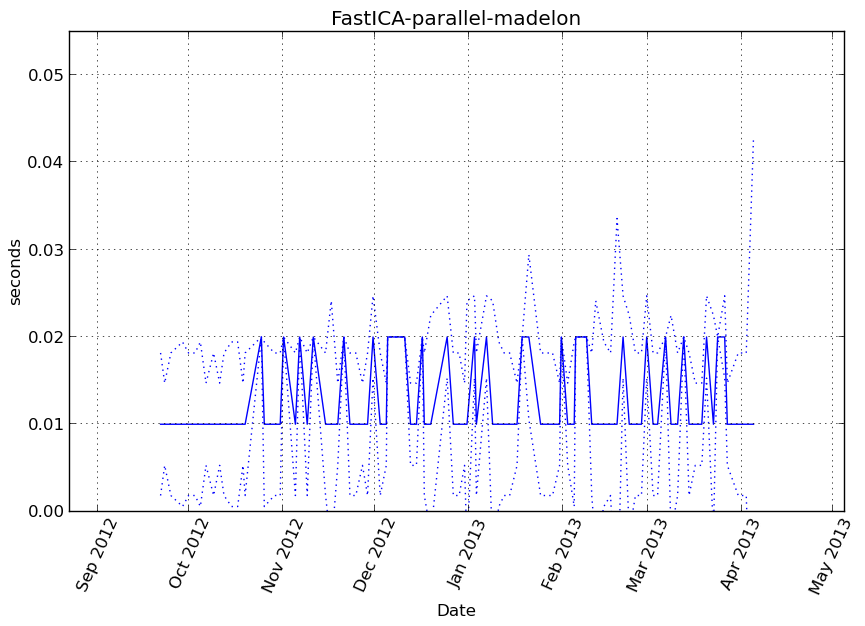 FastICA-parallel-madelon
0.05
0.04
0.03
0.02
0.01
0.00
seconds
Sep 2012
Oct 2012
Nov 2012
Dec 2012
Jan 2013
Feb 2013
Mar 2013
Apr 2013
May 2013
Date